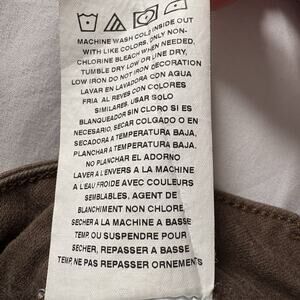 MACHINE WASH COLD INSIDE OUT
WITH LIKE COLORS, ONLY NON-
CHLORINE BLEACH WHEN NEEDED,
TUMBLE DRY LOW OR LINE DRY,
LOW IRON DO NOT IRON DECORATION
LAVAR EN LAVADORA CON AGUA
FRIA AL REVES CON COLORES
SIMILARES, USAR SOLO
BLANQUEADOR SIN CLORO SI ES
NECESARIO, SECAR COLGADO O EN
SECADORA A TEMPERATURA BAJA,
PLANCHAR A TEMPERATURA BAJA,
NO PLANCHAR EL ADORNO
LAVER A L'ENVERS A LA MACHINE
A L'EAU FROIDE AVEC COULEURS
SEMBLABLES, AGENT DE
BLANCHIMENT NON CHLORE,
SECHER A LA MACHINE A BASSE
TEMP, OU SUSPENDRE POUR
SECHER, REPASSER A BASSE
TEMP, NE PAS REPASSER ORNEMENTS